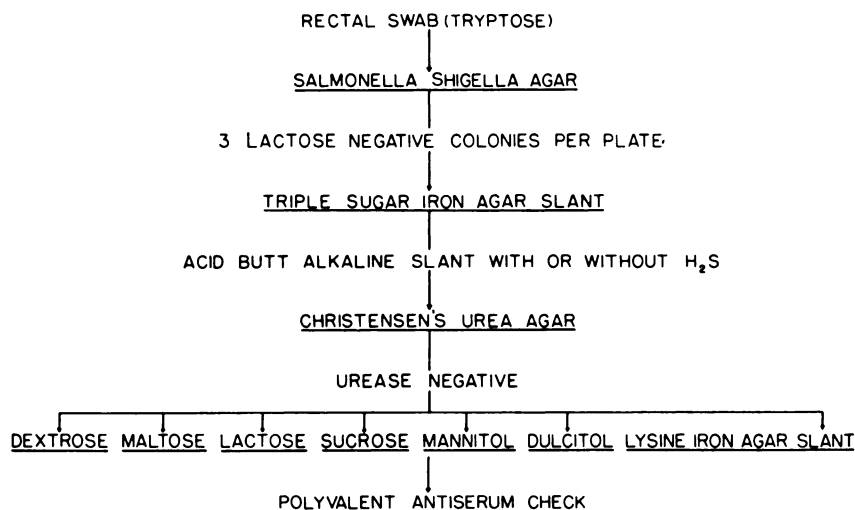 RECTAL SWAB (TRYPTOSE)
SALMONELLA SHIGELLA AGAR
3 LACTOSE NEGATIVE COLONIES PER PLATE.
TRIPLE SUGAR IRON AGAR SLANT
ACID BUTT ALKALINE SLANT WITH OR WITHOUT H₂S
CHRISTENSEN'S UREA AGAR
UREASE NEGATIVE
DEXTROSE MALTOSE LACTOSE SUCROSE MANNITOL DULCITOL LYSINE IRON AGAR SLANT
POLYVALENT ANTISERUM CHECK